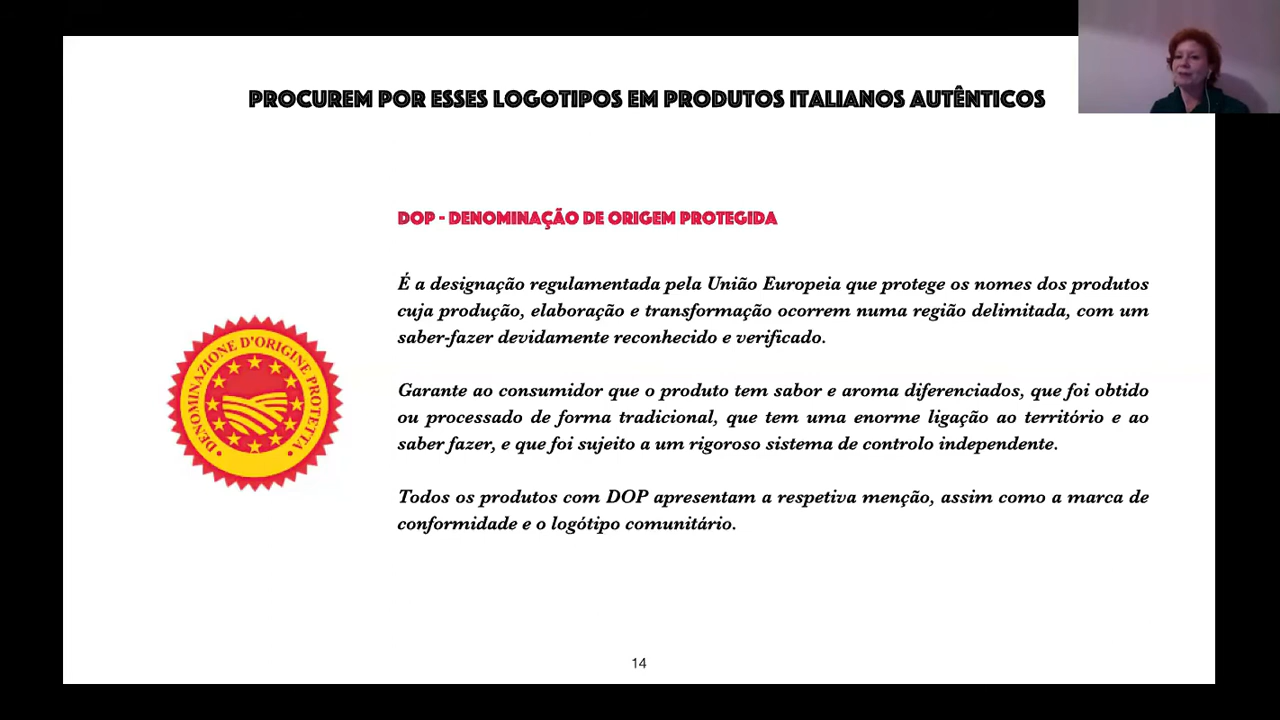 PROCUREM POR ESSES LOGOTIPOS EM PRODUTOS ITALIANOS AUTÊNTICOS
DOP - DENOMINAÇÃO DE ORIGEM PROTEGIDA
É a designação regulamentada pela União Europeia que protege os nomes dos produtos
cuja produção, elaboração e transformação ocorrem numa região delimitada, com um
saber-fazer devidamente reconhecido e verificado.
DENOMINAZIONE D'ORIGINE PROTETTA
Garante ao consumidor que o produto tem sabor e aroma diferenciados, que foi obtido
ou processado de forma tradicional, que tem uma enorme ligação ao território e ao
saber fazer, e que foi sujeito a um rigoroso sistema de controlo independente.
Todos os produtos com DOP apresentam a respetiva menção, assim como a marca de
conformidade e o logótipo comunitário.
14